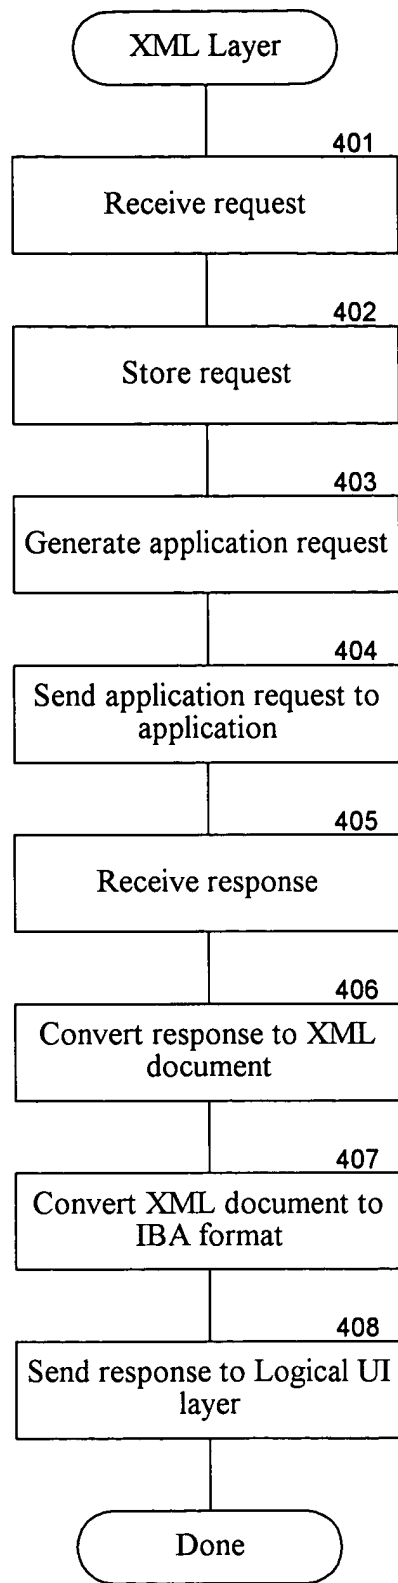 XML Layer
401
Receive request
402
Store request
403
Generate application request
404
Send application request to
application
405
Receive response
406
Convert response to XML
document
407
Convert XML document to
IBA format
408
Send response to Logical UI
layer
Done